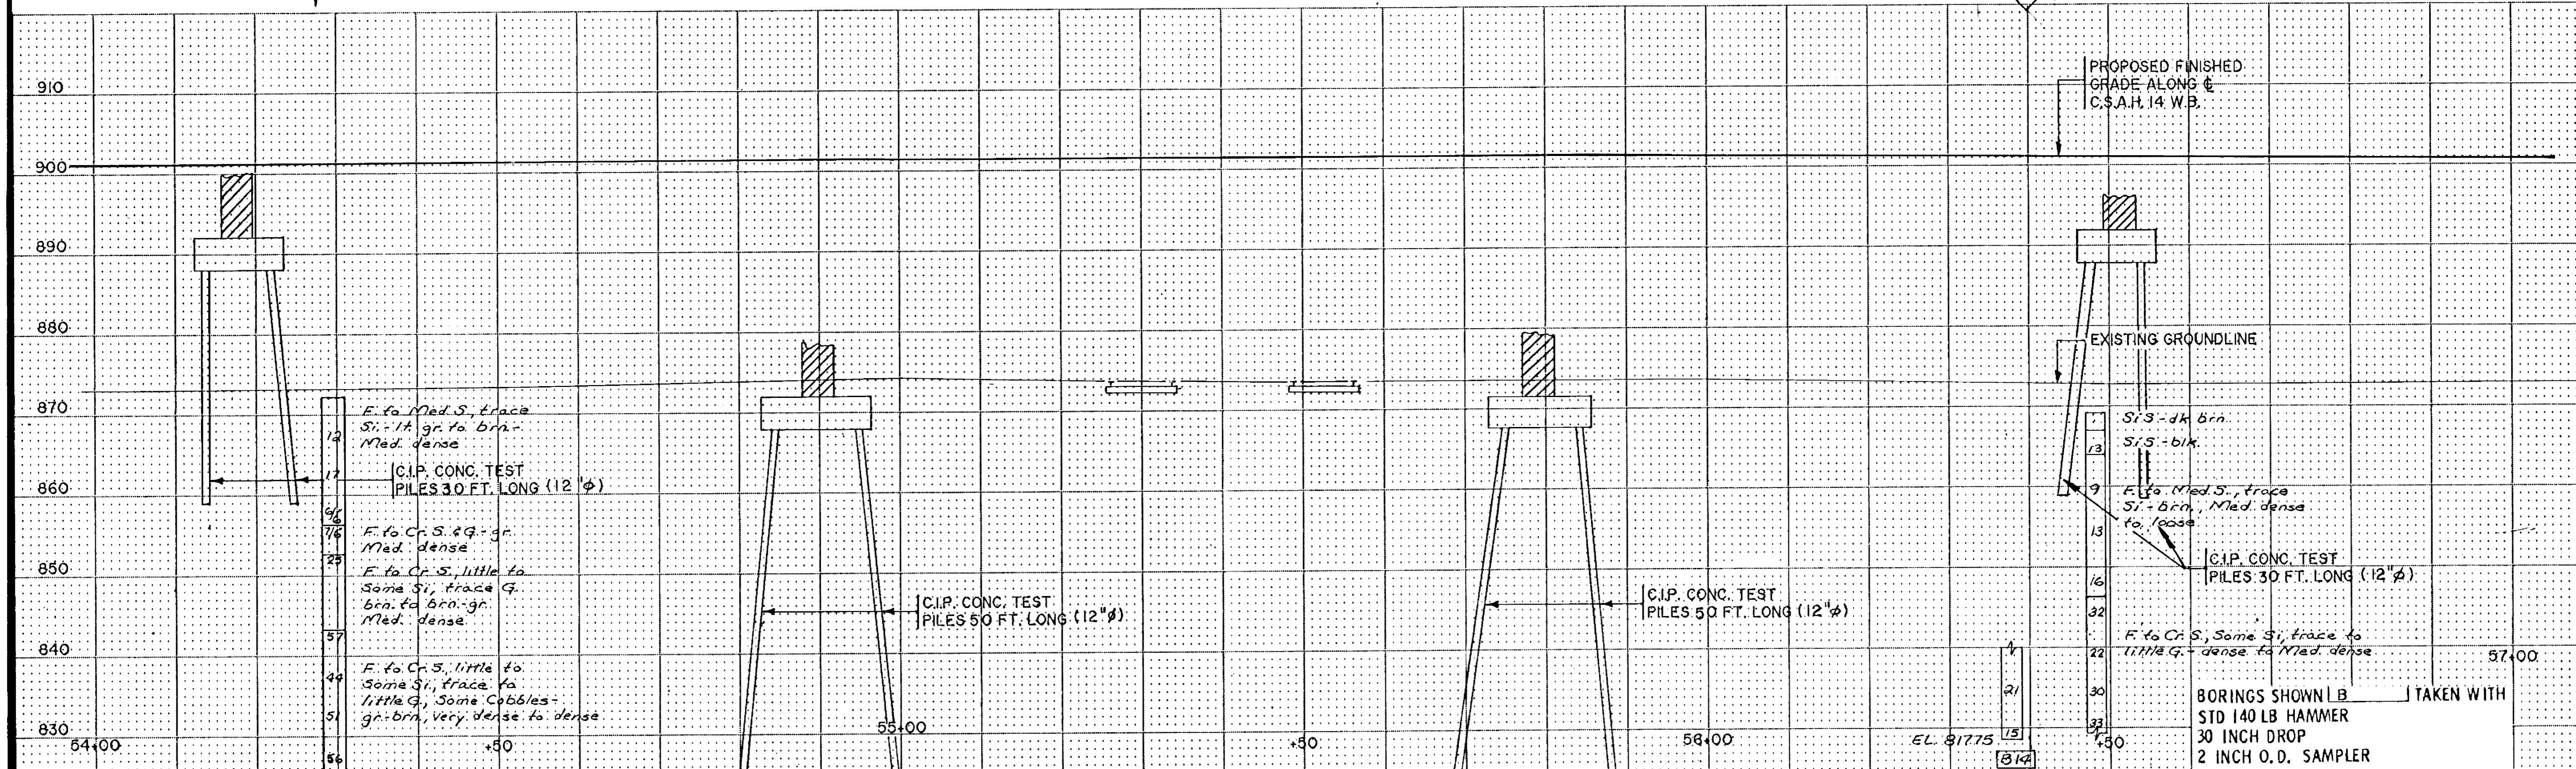 910
900
890
880
870
860
850
840
830
PROPOSED FINISHED
GRADE ALONG ℄
C.S.A.H. 14 W.B.
EXISTING GROUNDLINE
12
17
6/6
7/6
25
57
44
51
56
F. to Med. S., trace
Si.- lt. gr. to brn.-
Med. dense
C.I.P. CONC. TEST
PILES 30 FT. LONG (12"φ)
F. to Cr. S. & G.- gr.
Med. dense
F. to Cr. S., little to
Some Si., trace G.
brn. to brn.-gr.
Med. dense
F. to Cr. S., little to
Some Si., trace to
little G., Some Cobbles-
gr.-brn., very dense to dense
C.I.P. CONC. TEST
PILES 50 FT. LONG (12"φ)
C.I.P. CONC. TEST
PILES 50 FT. LONG (12"φ)
13
9
13
16
32
22
30
33
Si S - dk brn
Si S - blk.
F. to Med. S., trace
Si - brn., Med. dense
to loose
C.I.P. CONC. TEST
PILES 30 FT. LONG (12"φ)
F. to Cr. S., Some Si, trace to
little G.- dense to Med. dense
21
15
EL. 817.75
B14
BORINGS SHOWN B TAKEN WITH
STD 140 LB HAMMER
30 INCH DROP
2 INCH O.D. SAMPLER
54+00
+50
55+00
+50
56+00
+50
57+00